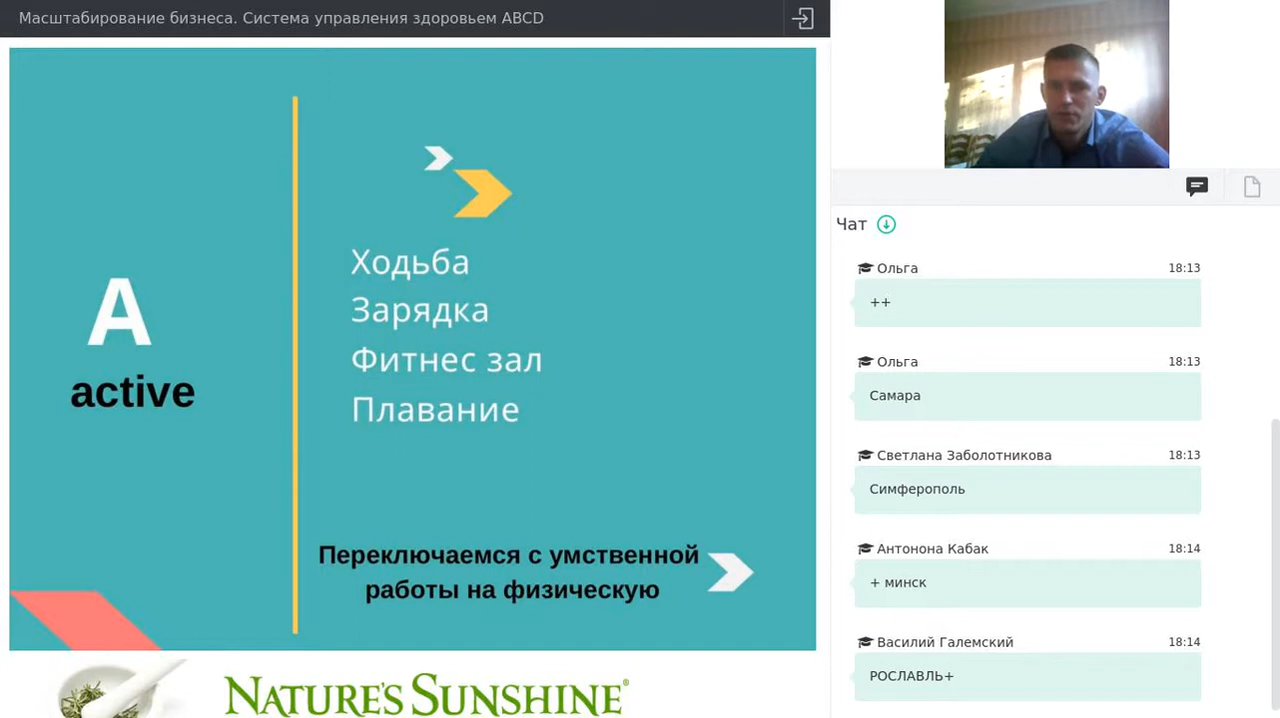 Масштабирование бизнеса. Система управления здоровьем ABCD
A
active
Ходьба
Зарядка
Фитнес зал
Плавание
Переключаемся с умственной
работы на физическую
NATURE'S SUNSHINE®
Чат
Ольга 18:13
++
Ольга 18:13
Самара
Светлана Заболотникова 18:13
Симферополь
Антонона Кабак 18:14
+ минск
Василий Галемский 18:14
РОСЛАВЛЬ+